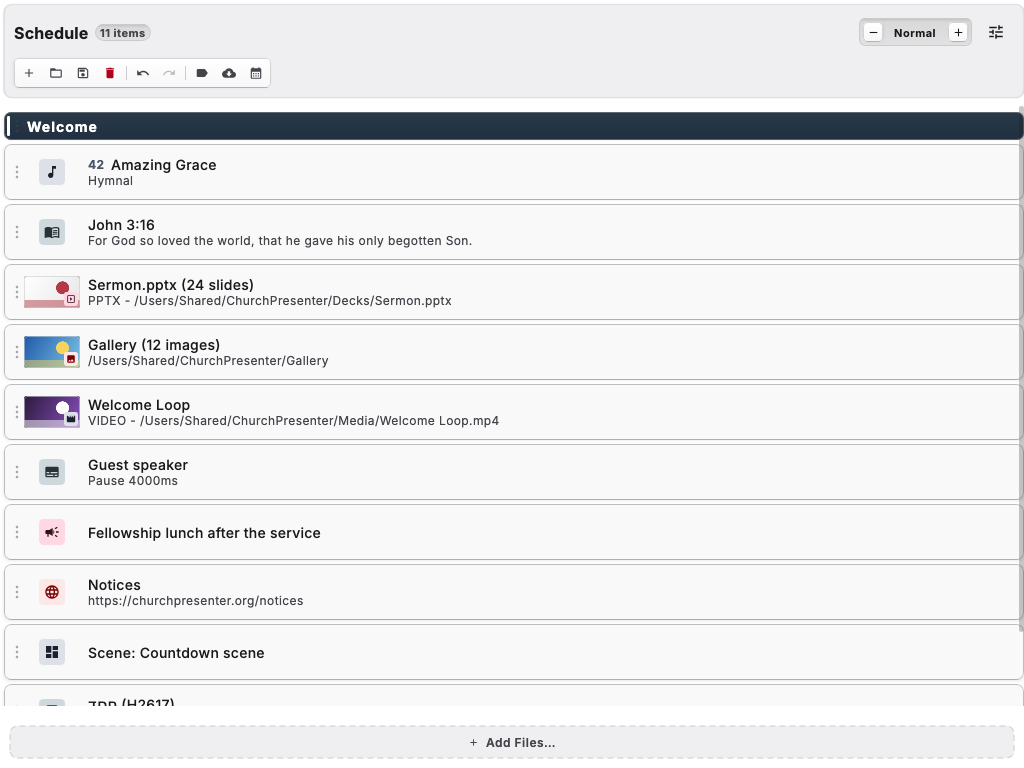 Schedule
11 items
Normal
Welcome
42 Amazing Grace
Hymnal
John 3:16
For God so loved the world, that he gave his only begotten Son.
Sermon.pptx (24 slides)
PPTX - /Users/Shared/ChurchPresenter/Decks/Sermon.pptx
Gallery (12 images)
/Users/Shared/ChurchPresenter/Gallery
Welcome Loop
VIDEO - /Users/Shared/ChurchPresenter/Media/Welcome Loop.mp4
Guest speaker
Pause 4000ms
Fellowship lunch after the service
Notices
https://churchpresenter.org/notices
Scene: Countdown scene
(H2617)
+ Add Files...